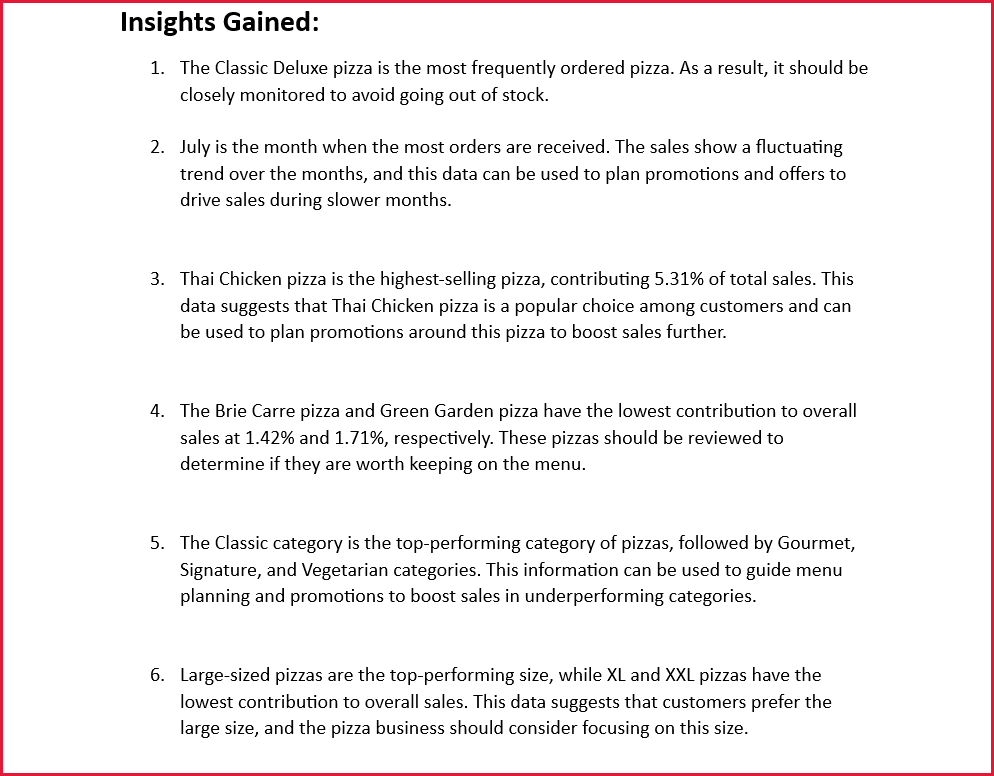 Insights Gained:
1. The Classic Deluxe pizza is the most frequently ordered pizza. As a result, it should be
closely monitored to avoid going out of stock.
2. July is the month when the most orders are received. The sales show a fluctuating
trend over the months, and this data can be used to plan promotions and offers to
drive sales during slower months.
3. Thai Chicken pizza is the highest-selling pizza, contributing 5.31% of total sales. This
data suggests that Thai Chicken pizza is a popular choice among customers and can
be used to plan promotions around this pizza to boost sales further.
4. The Brie Carre pizza and Green Garden pizza have the lowest contribution to overall
sales at 1.42% and 1.71%, respectively. These pizzas should be reviewed to
determine if they are worth keeping on the menu.
5. The Classic category is the top-performing category of pizzas, followed by Gourmet,
Signature, and Vegetarian categories. This information can be used to guide menu
planning and promotions to boost sales in underperforming categories.
6. Large-sized pizzas are the top-performing size, while XL and XXL pizzas have the
lowest contribution to overall sales. This data suggests that customers prefer the
large size, and the pizza business should consider focusing on this size.